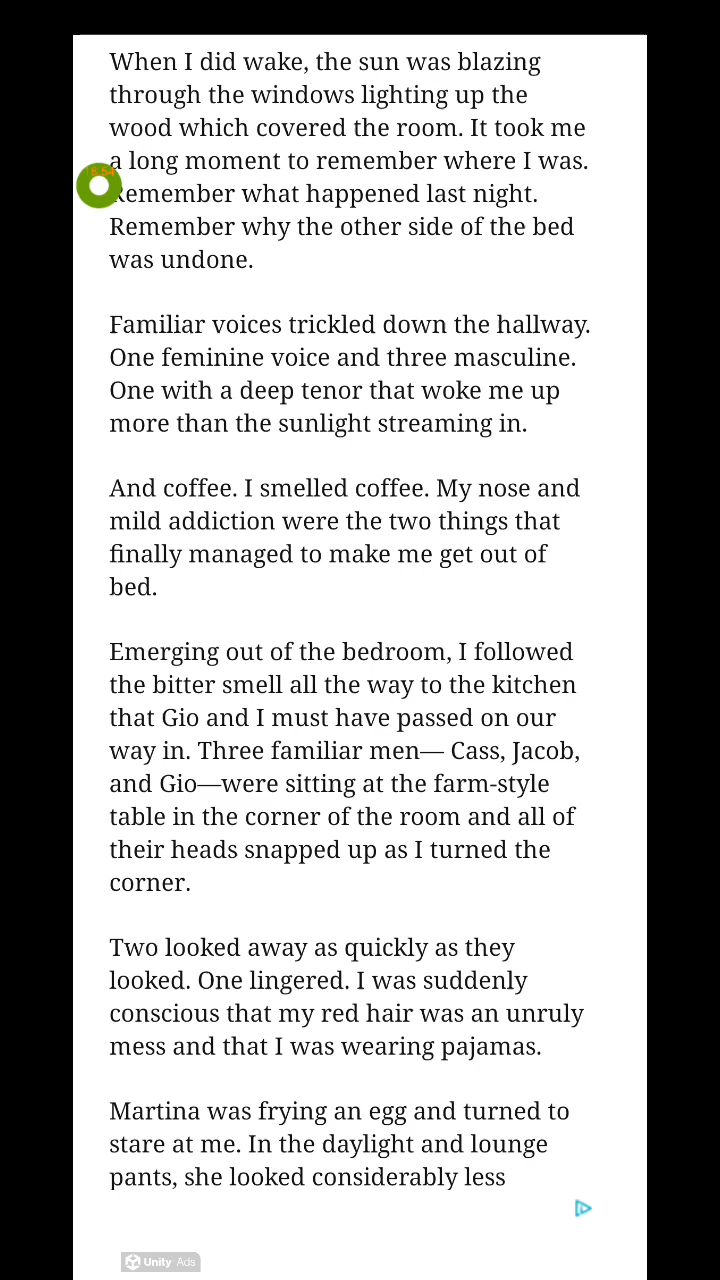 When I did wake, the sun was blazing
through the windows lighting up the
wood which covered the room. It took me
a long moment to remember where I was.
Remember what happened last night.
Remember why the other side of the bed
was undone.
Familiar voices trickled down the hallway.
One feminine voice and three masculine.
One with a deep tenor that woke me up
more than the sunlight streaming in.
And coffee. I smelled coffee. My nose and
mild addiction were the two things that
finally managed to make me get out of
bed.
Emerging out of the bedroom, I followed
the bitter smell all the way to the kitchen
that Gio and I must have passed on our
way in. Three familiar men— Cass, Jacob,
and Gio—were sitting at the farm-style
table in the corner of the room and all of
their heads snapped up as I turned the
corner.
Two looked away as quickly as they
looked. One lingered. I was suddenly
conscious that my red hair was an unruly
mess and that I was wearing pajamas.
Martina was frying an egg and turned to
stare at me. In the daylight and lounge
pants, she looked considerably less
Unity Ads